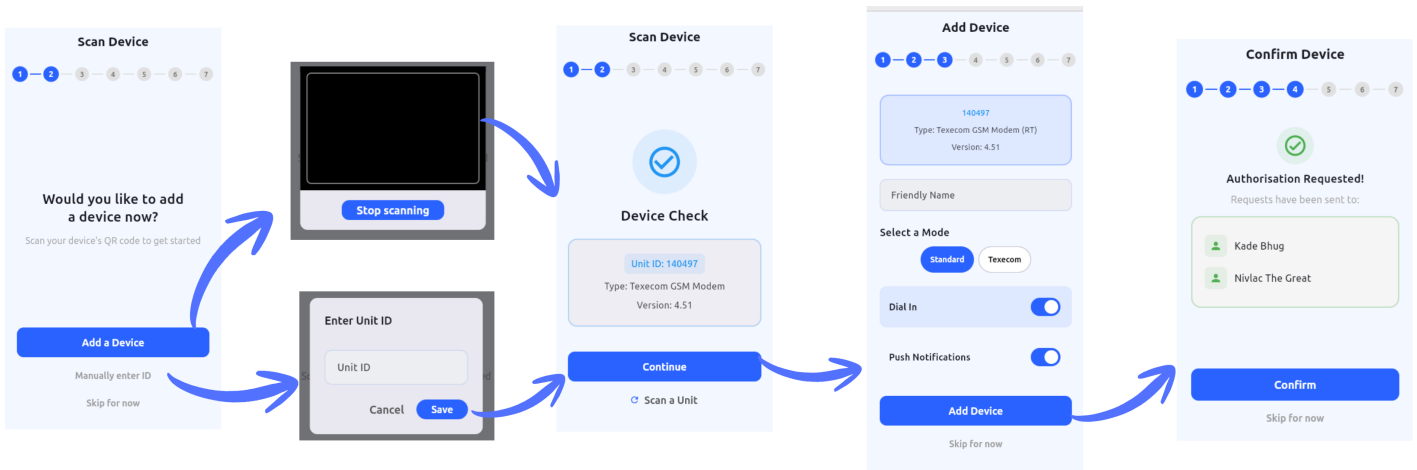 Scan Device
1 2 3 4 5 6 7
Would you like to add
a device now?
Scan your device's QR code to get started
Add a Device
Manually enter ID
Skip for now
Stop scanning
Enter Unit ID
Unit ID
Cancel
Save
Scan Device
1 2 3 4 5 6 7
Device Check
Unit ID: 140497
Type: Texecom GSM Modem
Version: 4.51
Continue
Scan a Unit
Add Device
1 2 3 4 5 6 7
140497
Type: Texecom GSM Modem (RT)
Version: 4.51
Friendly Name
Select a Mode
Standard
Texecom
Dial In
Push Notifications
Add Device
Skip for now
Confirm Device
1 2 3 4 5 6 7
Authorisation Requested!
Requests have been sent to:
Kade Bhug
Nivlac The Great
Confirm
Skip for now